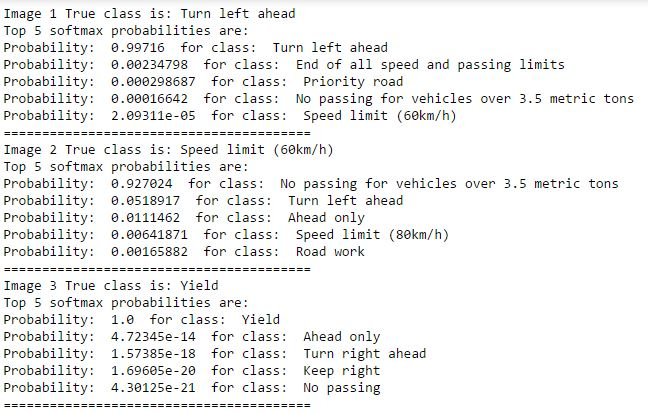 Image 1 True class is: Turn left ahead
Top 5 softmax probabilities are:
Probability:  0.99716  for class:  Turn left ahead
Probability:  0.00234798  for class:  End of all speed and passing limits
Probability:  0.000298687  for class:  Priority road
Probability:  0.00016642  for class:  No passing for vehicles over 3.5 metric tons
Probability:  2.09311e-05  for class:  Speed limit (60km/h)
=========================================
Image 2 True class is: Speed limit (60km/h)
Top 5 softmax probabilities are:
Probability:  0.927024  for class:  No passing for vehicles over 3.5 metric tons
Probability:  0.0518917  for class:  Turn left ahead
Probability:  0.0111462  for class:  Ahead only
Probability:  0.00641871  for class:  Speed limit (80km/h)
Probability:  0.00165882  for class:  Road work
=========================================
Image 3 True class is: Yield
Top 5 softmax probabilities are:
Probability:  1.0  for class:  Yield
Probability:  4.72345e-14  for class:  Ahead only
Probability:  1.57385e-18  for class:  Turn right ahead
Probability:  1.69605e-20  for class:  Keep right
Probability:  4.30125e-21  for class:  No passing
=========================================